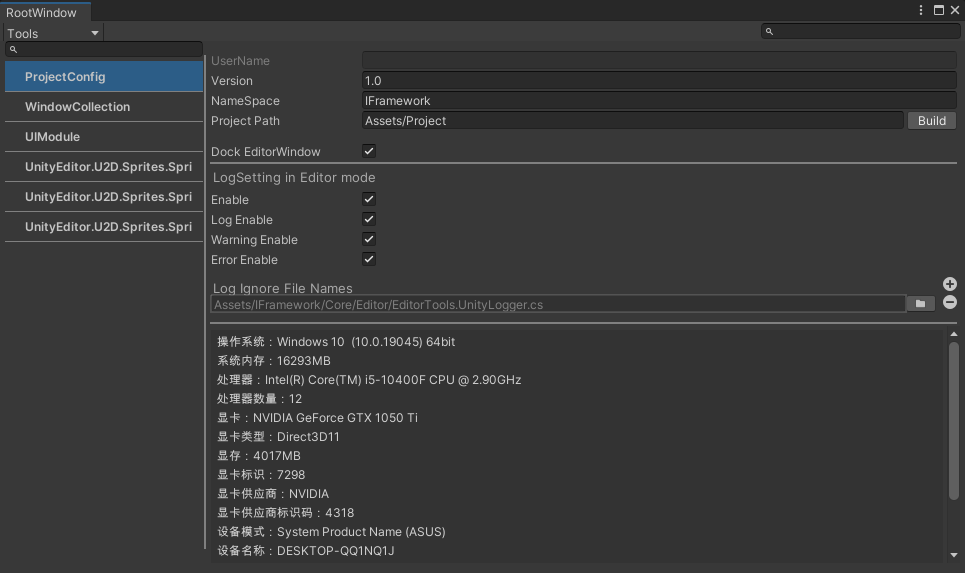 RootWindow
Tools
ProjectConfig
WindowCollection
UIModule
UnityEditor.U2D.Sprites.Spri
UnityEditor.U2D.Sprites.Spri
UnityEditor.U2D.Sprites.Spri
UserName
Version 1.0
NameSpace IFramework
Project Path Assets/Project Build
Dock EditorWindow
LogSetting in Editor mode
Enable
Log Enable
Warning Enable
Error Enable
Log Ignore File Names
Assets/IFramework/Core/Editor/EditorTools.UnityLogger.cs
操作系统：Windows 10  (10.0.19045) 64bit
系统内存：16293MB
处理器：Intel(R) Core(TM) i5-10400F CPU @ 2.90GHz
处理器数量：12
显卡：NVIDIA GeForce GTX 1050 Ti
显卡类型：Direct3D11
显存：4017MB
显卡标识：7298
显卡供应商：NVIDIA
显卡供应商标识码：4318
设备模式：System Product Name (ASUS)
设备名称：DESKTOP-QQ1NQ1J